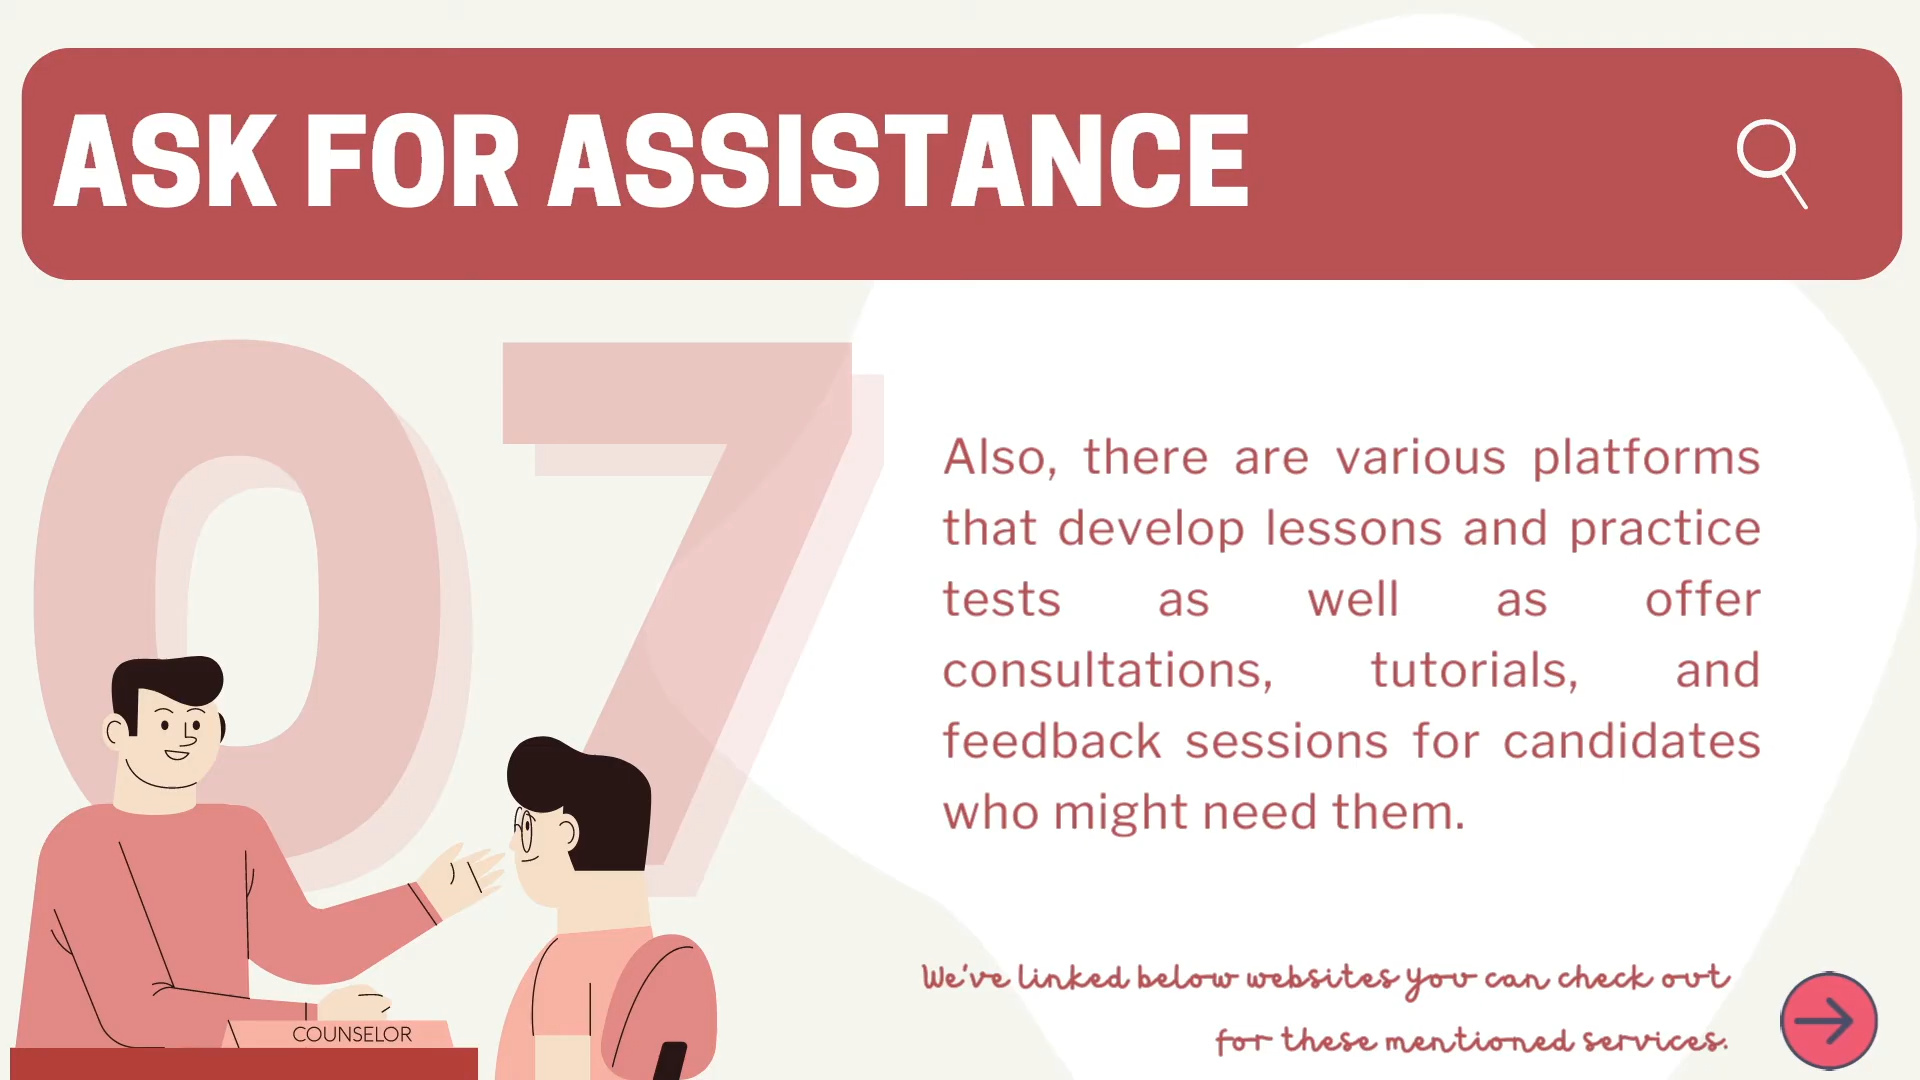 ASK FOR ASSISTANCE
07
Also, there are various platforms
that develop lessons and practice
tests as well as offer
consultations, tutorials, and
feedback sessions for candidates
who might need them.
We've linked below websites you can check out
for these mentioned services.
COUNSELOR